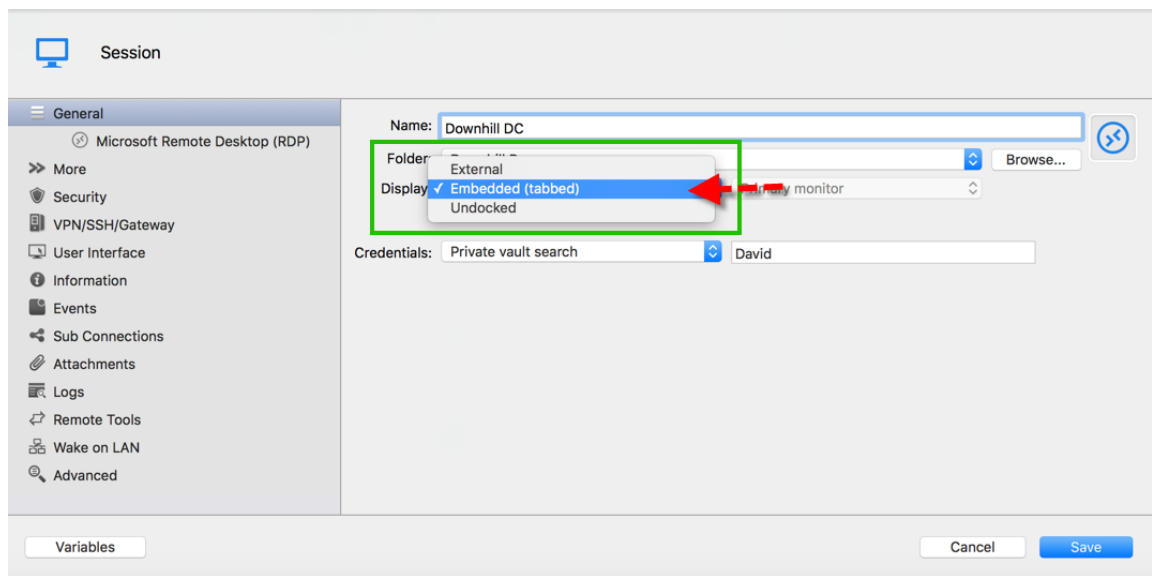 Session
General
Microsoft Remote Desktop (RDP)
More
Security
VPN/SSH/Gateway
User Interface
Information
Events
Sub Connections
Attachments
Logs
Remote Tools
Wake on LAN
Advanced
Name: Downhill DC
Folder Browse...
External
Display ✓ Embedded (tabbed) monitor
Undocked
Credentials: Private vault search David
Variables Cancel Save